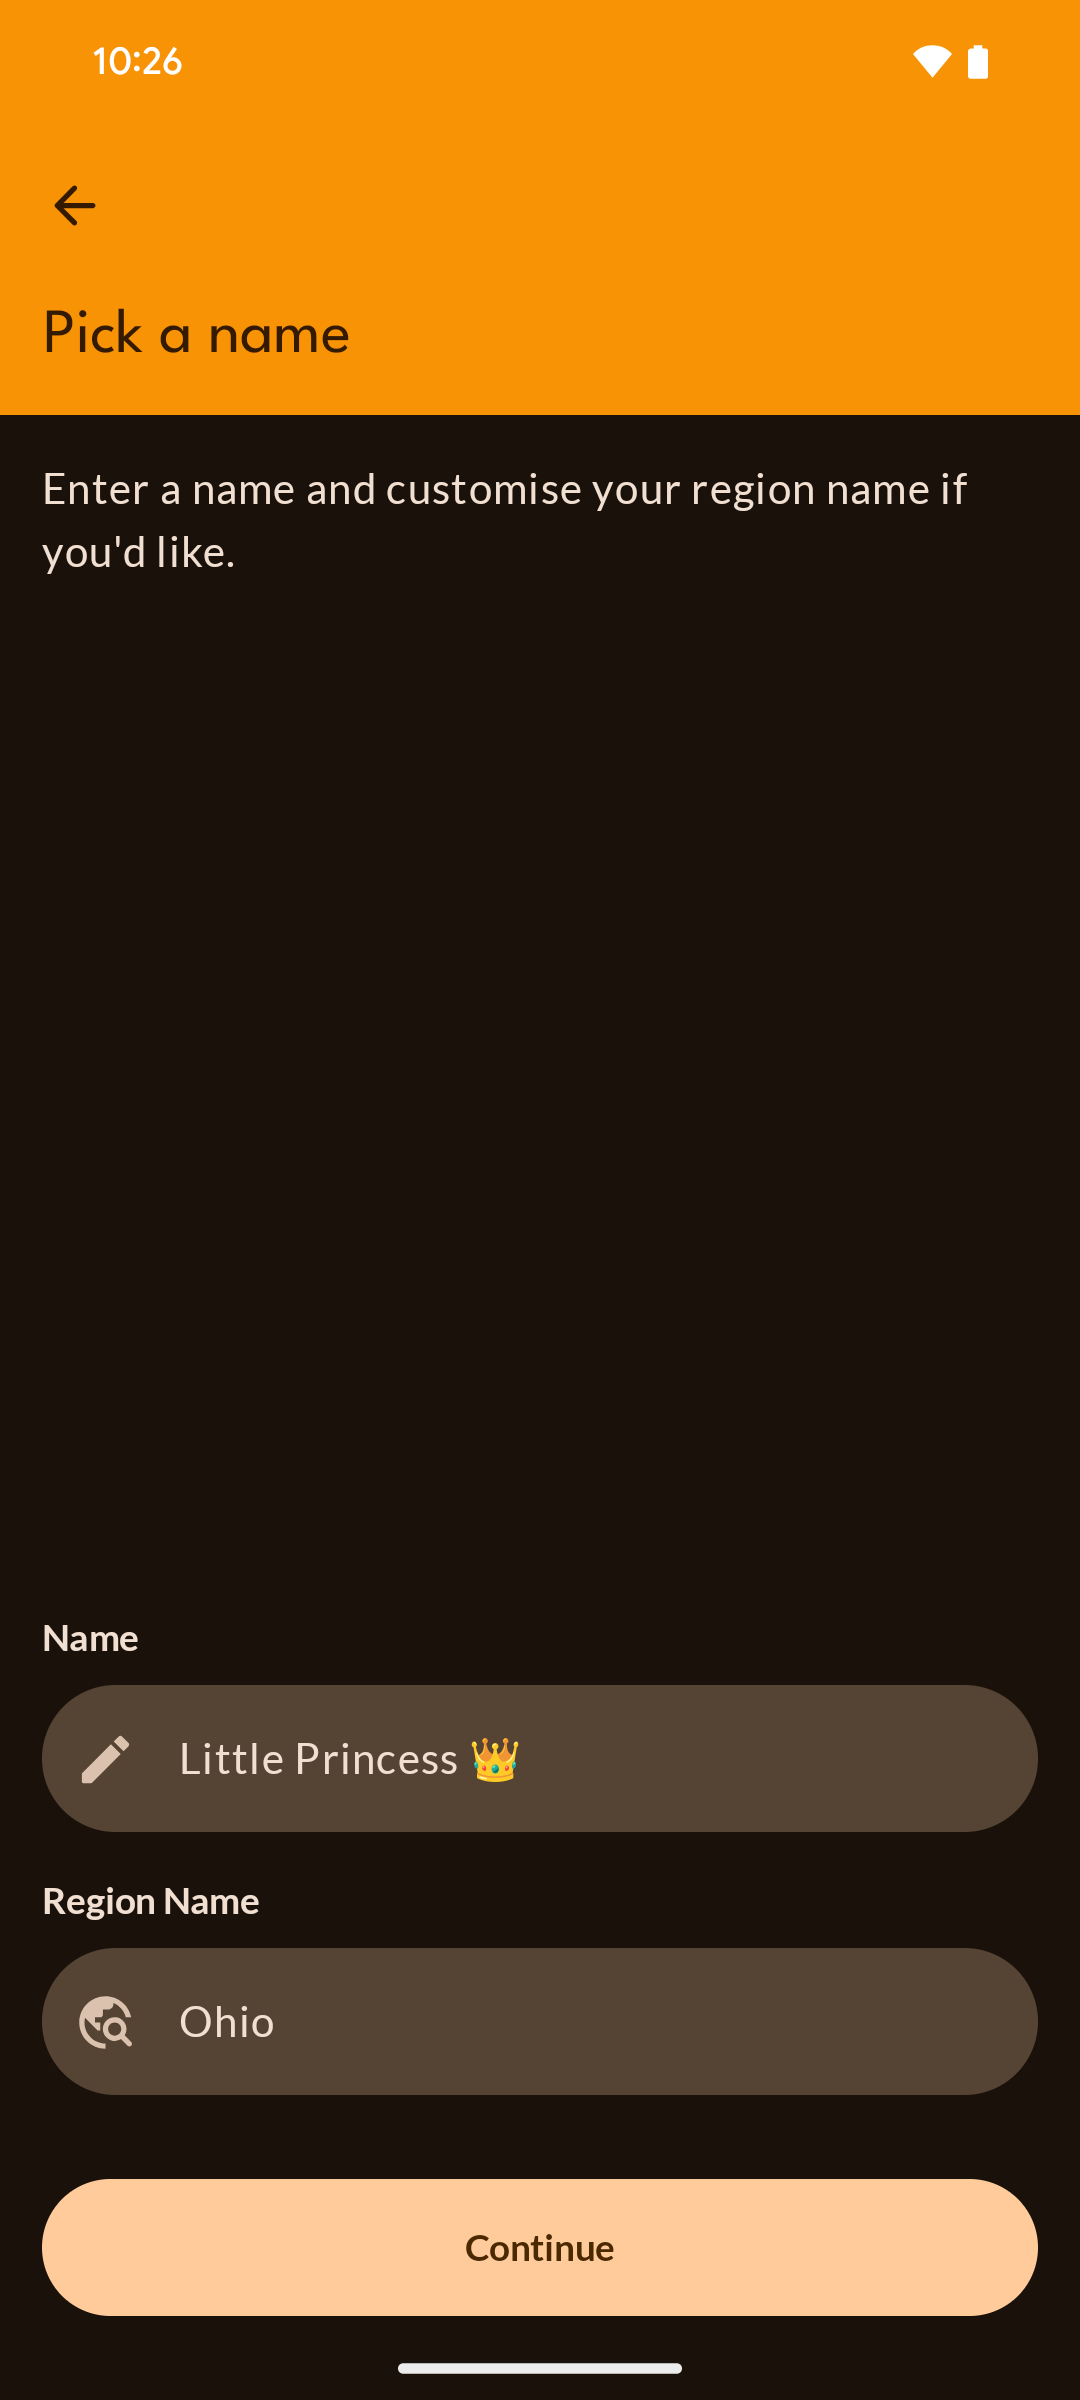 10:26
Pick a name
Enter a name and customise your region name if
you'd like.
Name
Little Princess 👑
Region Name
Ohio
Continue